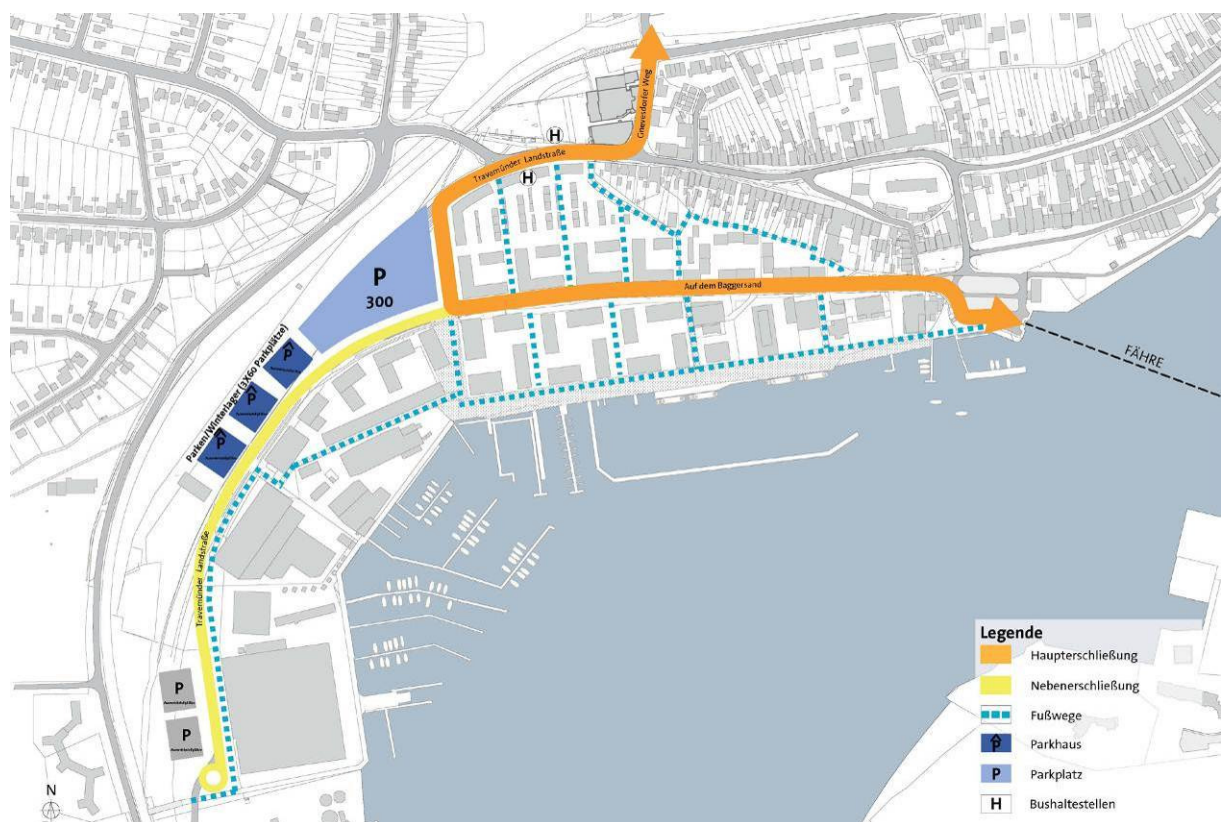 Gneversdorfer Weg
H
Travemünder Landstraße
H
P
300
Auf dem Baggersand
FÄHRE
Parken/Winterlager (3X60 Parkplätze)
P
P
P
Travemünder Landstraße
P
P
N
Legende
Haupterschließung
Nebenerschließung
Fußwege
P
Parkhaus
P
Parkplatz
H
Bushaltestellen